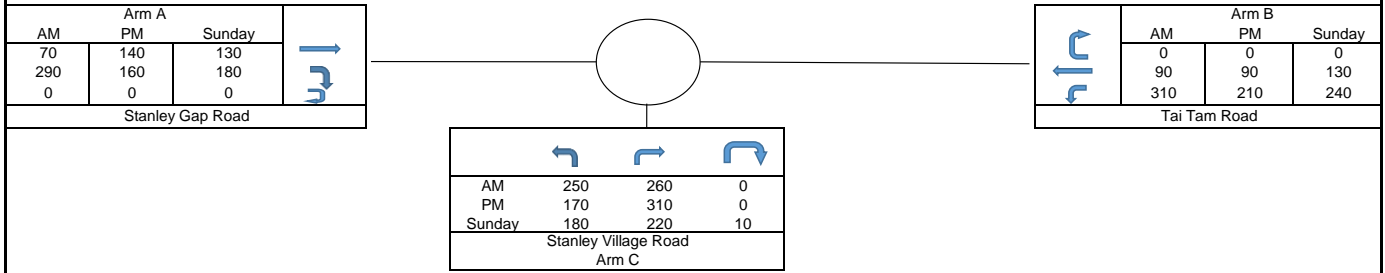 Arm A
AM PM Sunday
70 140 130
290 160 180
0 0 0
Stanley Gap Road
Arm B
AM PM Sunday
0 0 0
90 90 130
310 210 240
Tai Tam Road
AM 250 260 0
PM 170 310 0
Sunday 180 220 10
Stanley Village Road
Arm C